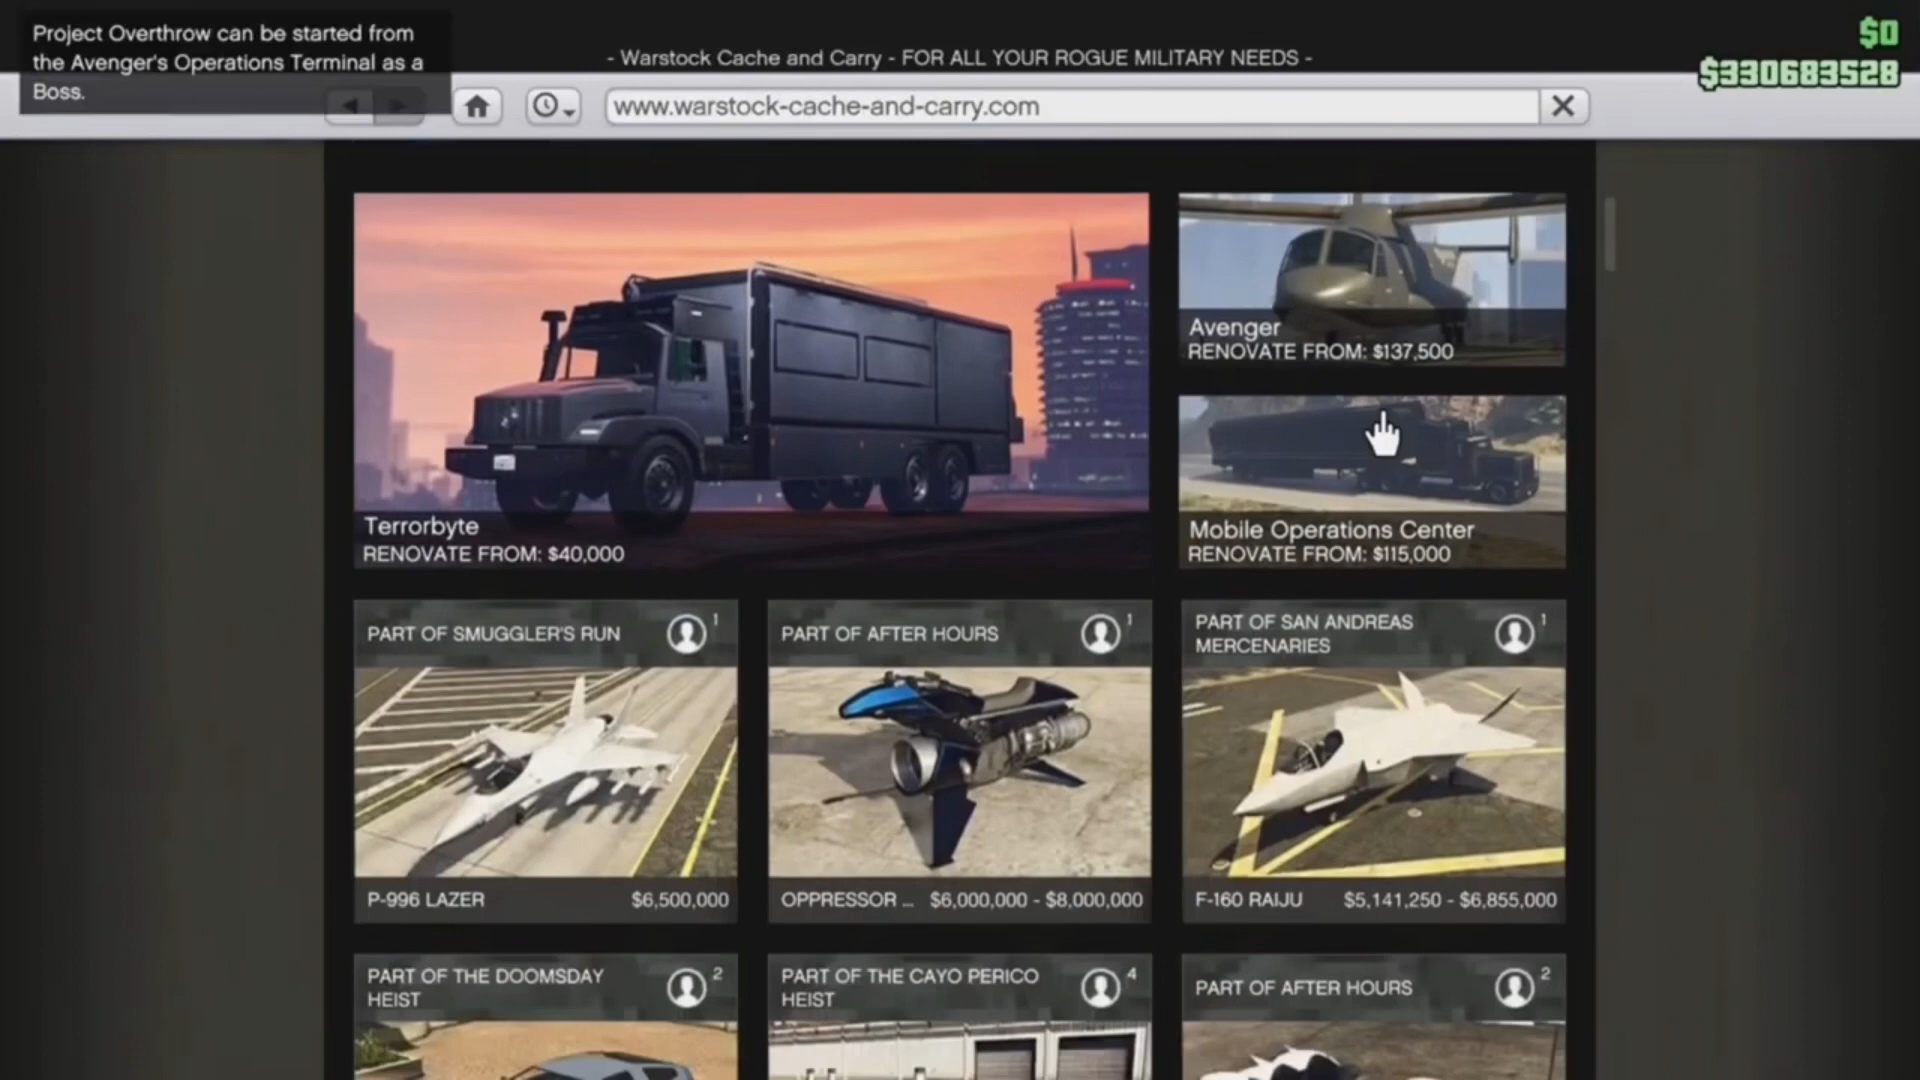 Project Overthrow can be started from
the Avenger's Operations Terminal as a
Boss.
- Warstock Cache and Carry - FOR ALL YOUR ROGUE MILITARY NEEDS -
$0
$330683528
www.warstock-cache-and-carry.com
Terrorbyte
RENOVATE FROM: $40,000
Avenger
RENOVATE FROM: $137,500
Mobile Operations Center
RENOVATE FROM: $115,000
PART OF SMUGGLER'S RUN
1
P-996 LAZER
$6,500,000
PART OF AFTER HOURS
1
OPPRESSOR ...
$6,000,000 - $8,000,000
PART OF SAN ANDREAS
MERCENARIES
1
F-160 RAIJU
$5,141,250 - $6,855,000
PART OF THE DOOMSDAY
HEIST
2
PART OF THE CAYO PERICO
HEIST
4
PART OF AFTER HOURS
2